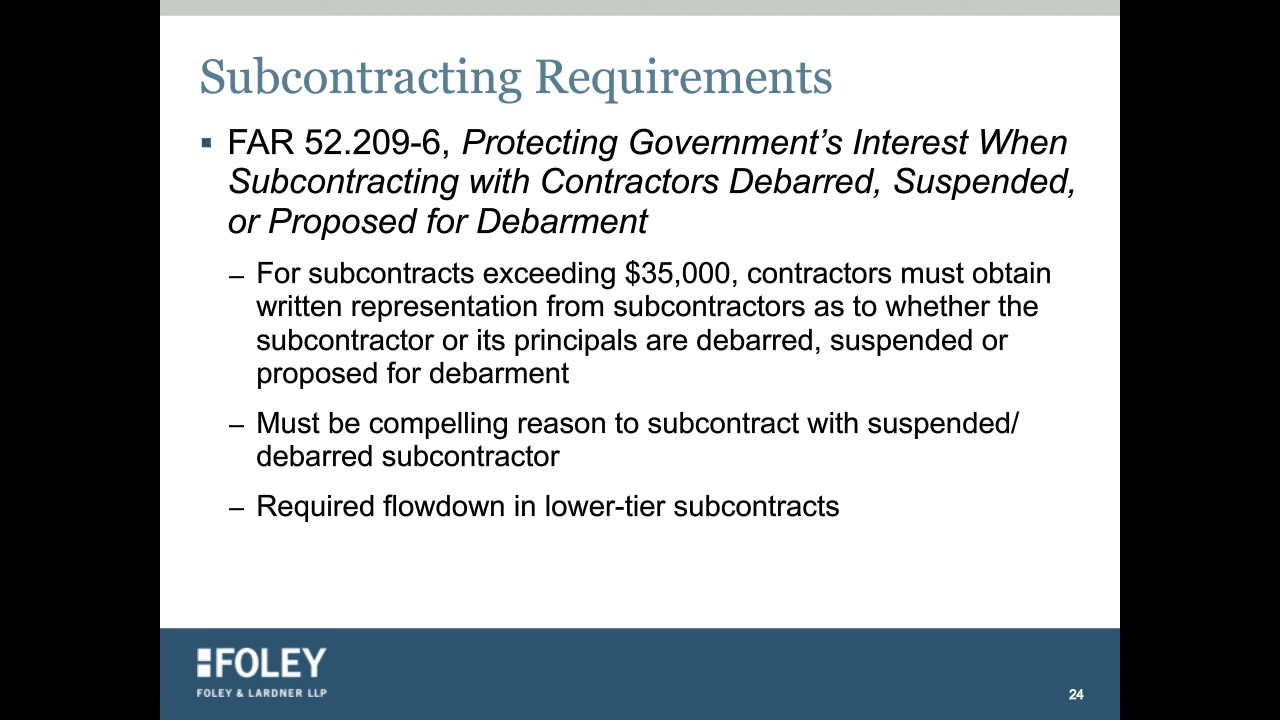 Subcontracting Requirements
▪ FAR 52.209-6, Protecting Government’s Interest When
Subcontracting with Contractors Debarred, Suspended,
or Proposed for Debarment
– For subcontracts exceeding $35,000, contractors must obtain
written representation from subcontractors as to whether the
subcontractor or its principals are debarred, suspended or
proposed for debarment
– Must be compelling reason to subcontract with suspended/
debarred subcontractor
– Required flowdown in lower-tier subcontracts
FOLEY
FOLEY & LARDNER LLP
24